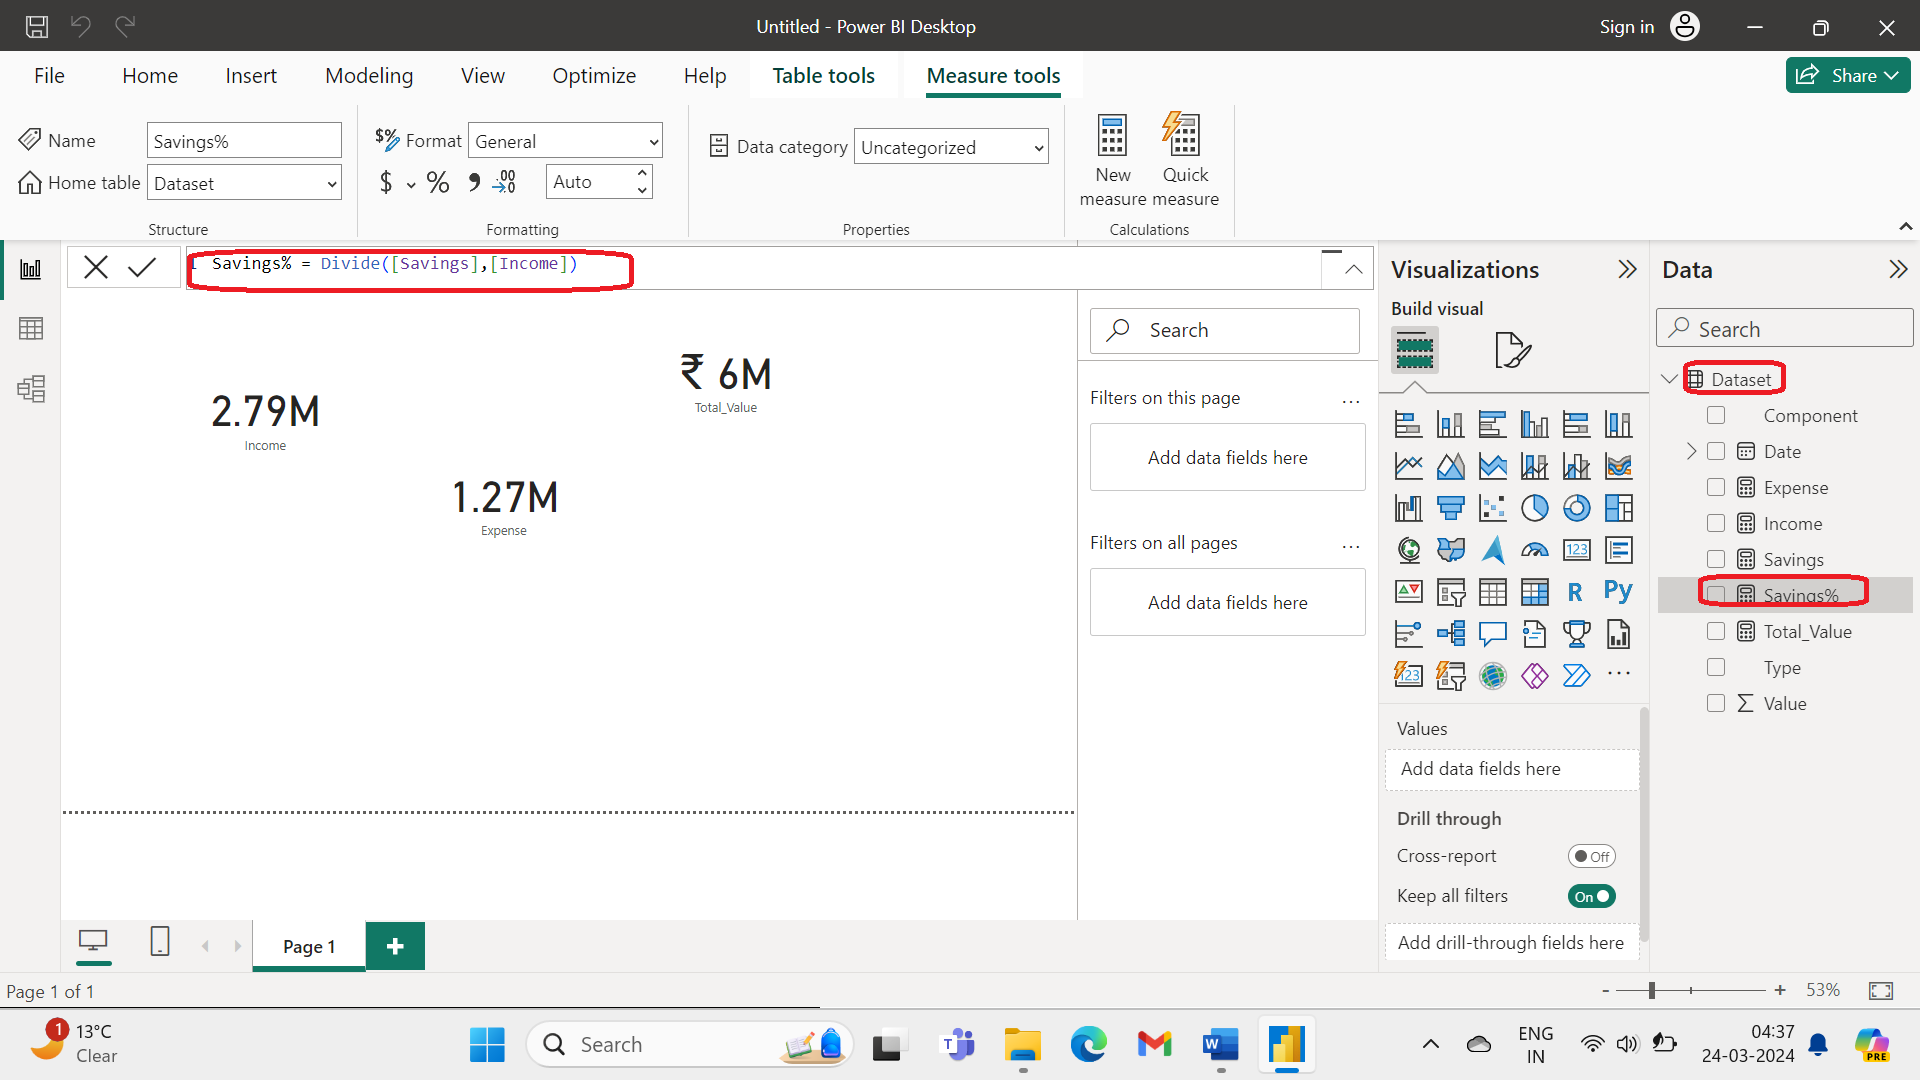 Untitled - Power BI Desktop
Sign in
File Home Insert Modeling View Optimize Help Table tools Measure tools
Share
Name Savings%
Home table Dataset
Structure
$% Format General
$ % , .00 Auto
Formatting
Data category Uncategorized
Properties
New measure
Quick measure
Calculations
1 Savings% = Divide([Savings],[Income])
2.79M
Income
₹ 6M
Total_Value
1.27M
Expense
Search
Filters on this page ...
Add data fields here
Filters on all pages ...
Add data fields here
Visualizations
Build visual
123
R Py
123
...
Values
Add data fields here
Drill through
Cross-report Off
Keep all filters On
Add drill-through fields here
Data
Search
Dataset
Component
Date
Expense
Income
Savings
Savings%
Total_Value
Type
Σ Value
Page 1 +
Page 1 of 1
- + 53%
1
13°C
Clear
Search
T
W
ENG
IN
04:37
24-03-2024
PRE